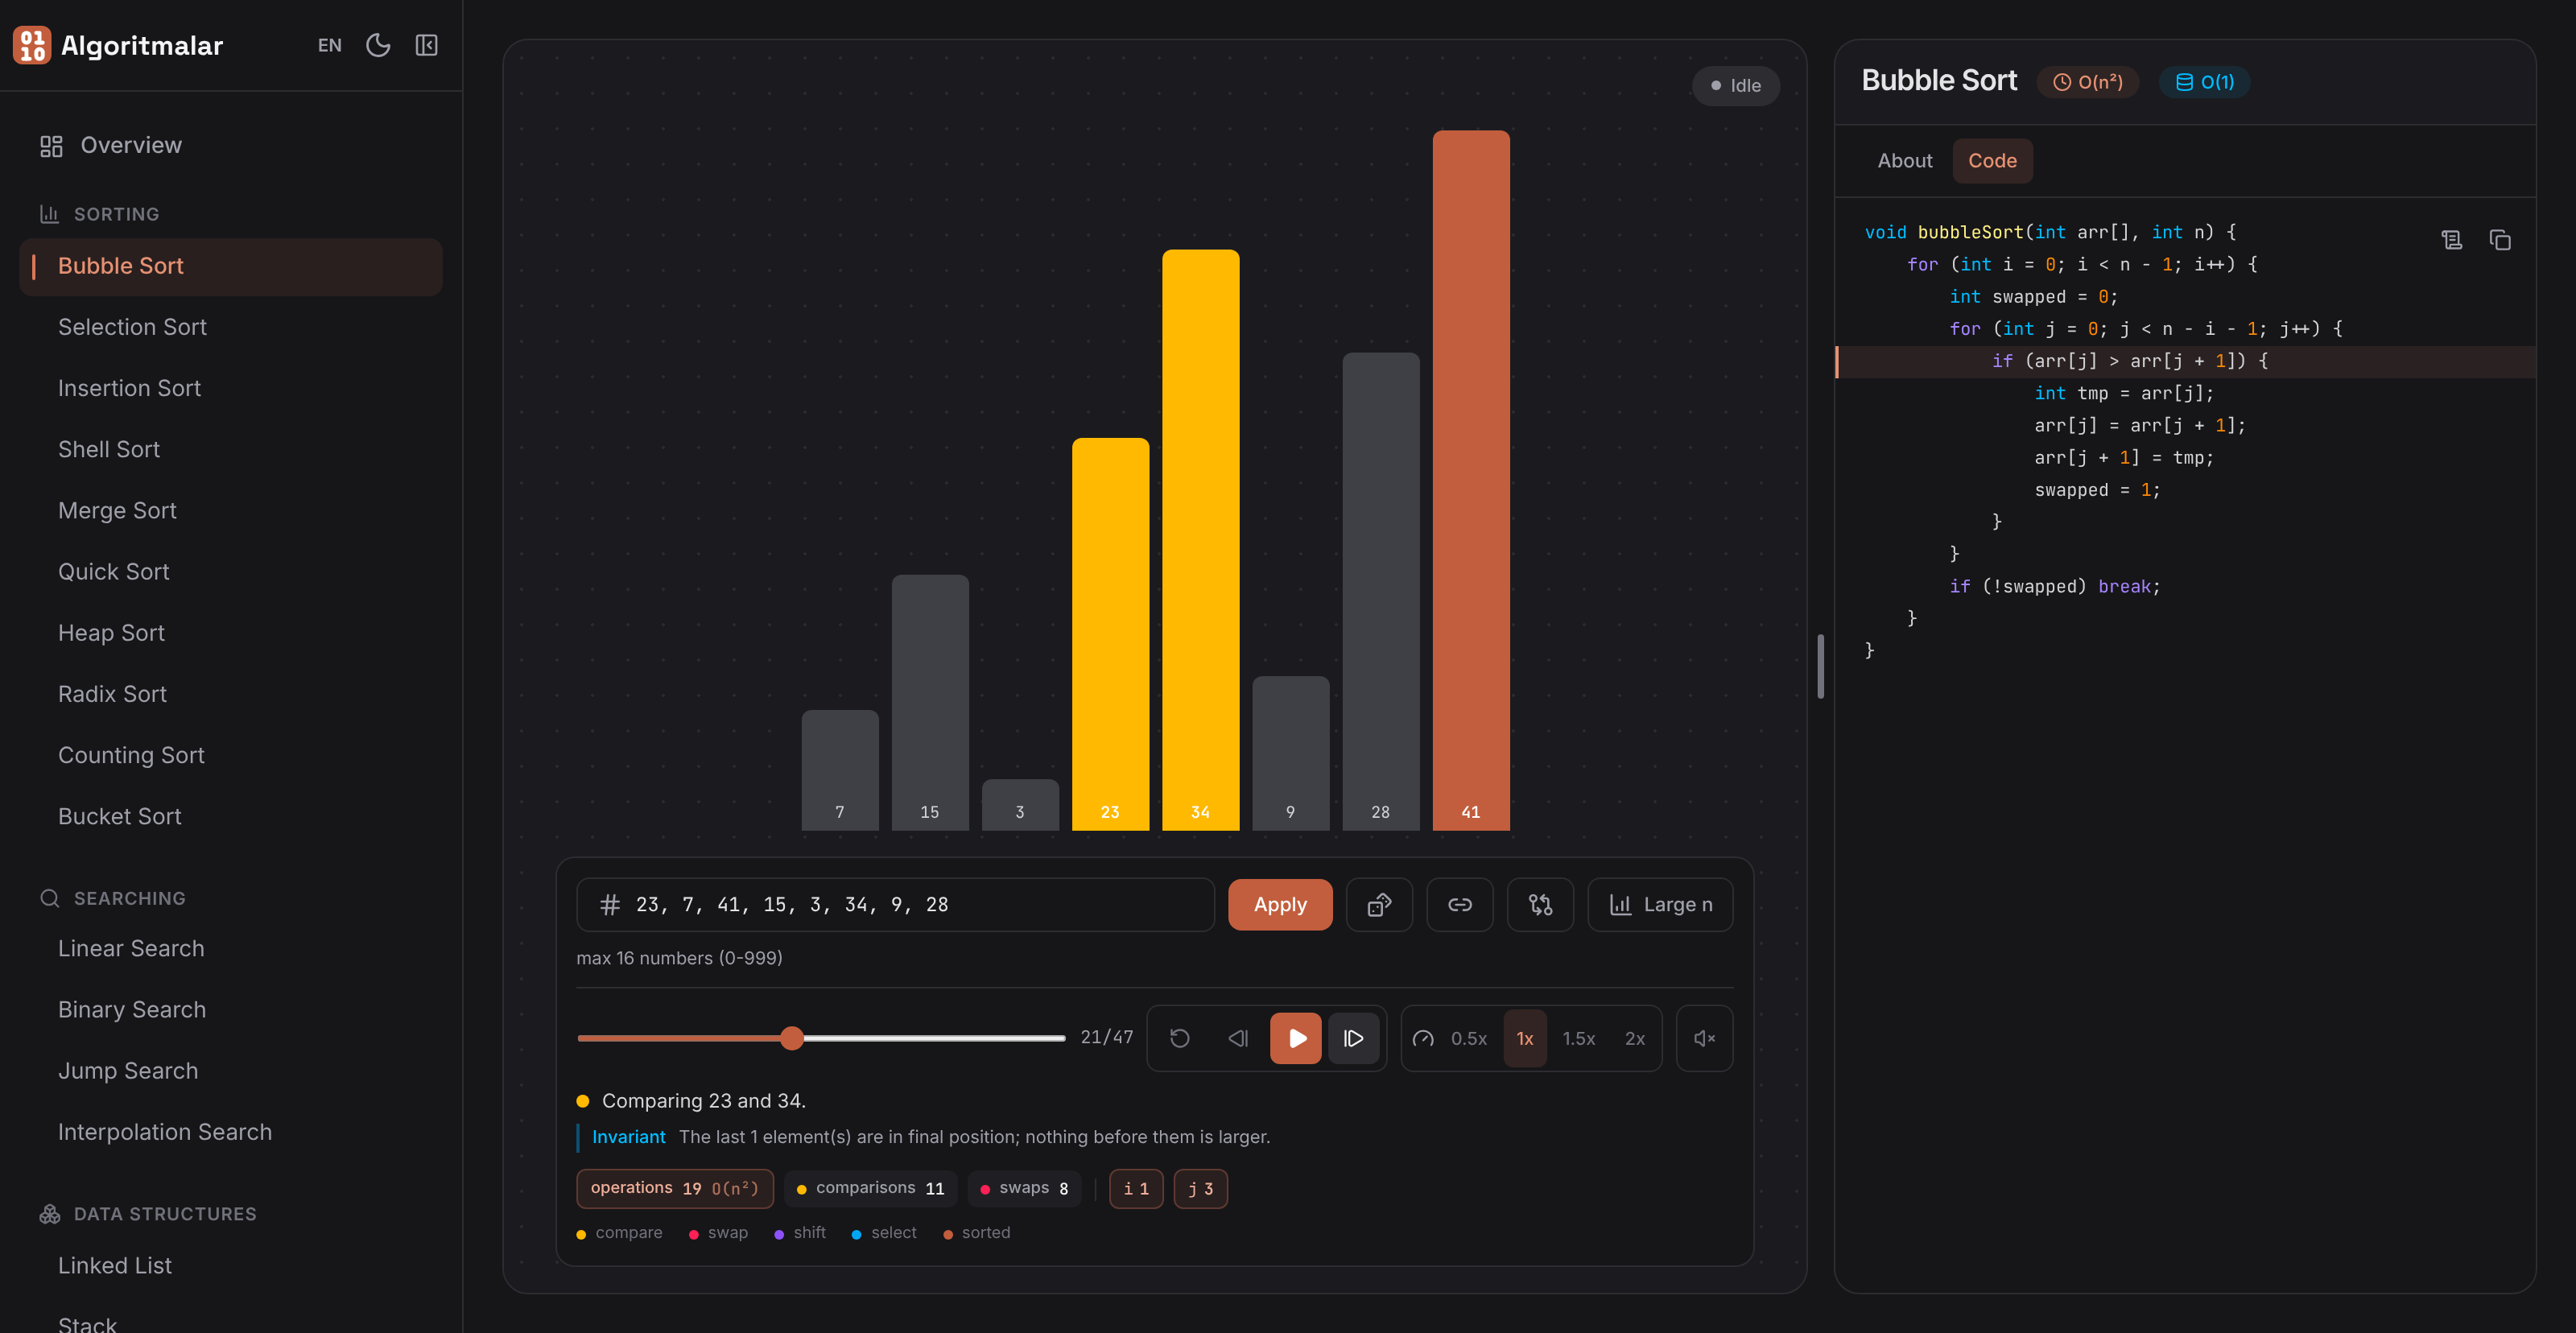 01
10
Algoritmalar
EN
Overview
SORTING
Bubble Sort
Selection Sort
Insertion Sort
Shell Sort
Merge Sort
Quick Sort
Heap Sort
Radix Sort
Counting Sort
Bucket Sort
SEARCHING
Linear Search
Binary Search
Jump Search
Interpolation Search
DATA STRUCTURES
Linked List
Stack
Idle
7 15 3 23 34 9 28 41
# 23, 7, 41, 15, 3, 34, 9, 28 Apply Large n
max 16 numbers (0-999)
21/47 0.5x 1x 1.5x 2x
Comparing 23 and 34.
Invariant The last 1 element(s) are in final position; nothing before them is larger.
operations 19 O(n²) comparisons 11 swaps 8 i 1 j 3
compare swap shift select sorted
Bubble Sort O(n²) O(1)
About Code
void bubbleSort(int arr[], int n) {
    for (int i = 0; i < n - 1; i++) {
        int swapped = 0;
        for (int j = 0; j < n - i - 1; j++) {
            if (arr[j] > arr[j + 1]) {
                int tmp = arr[j];
                arr[j] = arr[j + 1];
                arr[j + 1] = tmp;
                swapped = 1;
            }
        }
        if (!swapped) break;
    }
}